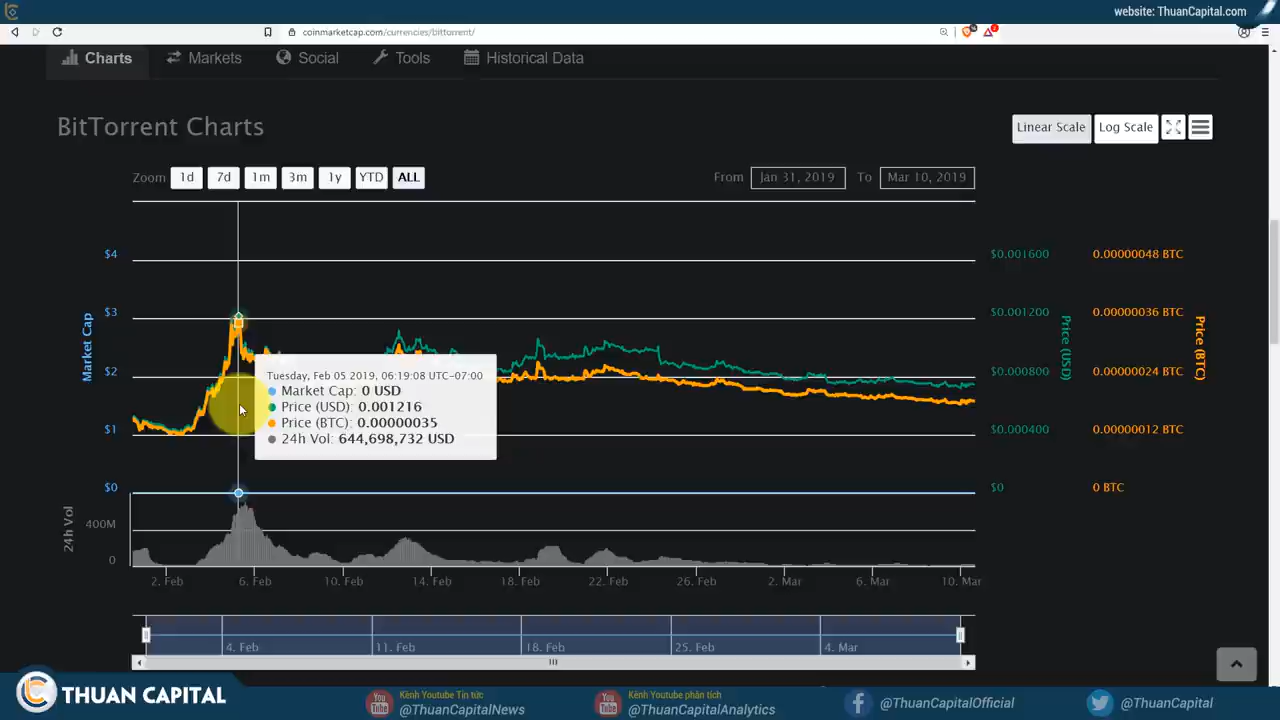 website: ThuanCapital.com
coinmarketcap.com/currencies/bittorrent/
Charts
Markets
Social
Tools
Historical Data
BitTorrent Charts
Linear Scale
Log Scale
Zoom
1d
7d
1m
3m
1y
YTD
ALL
From
Jan 31, 2019
To
Mar 10, 2019
$4
$0.001600
0.00000048 BTC
$3
$0.001200
0.00000036 BTC
Market Cap
Price (USD)
Price (BTC)
$2
$0.000800
0.00000024 BTC
Tuesday, Feb 05 2019, 06:19:08 UTC-07:00
Market Cap: 0 USD
Price (USD): 0.001216
Price (BTC): 0.00000035
24h Vol: 644,698,732 USD
$1
$0.000400
0.00000012 BTC
$0
$0
0 BTC
24h Vol
400M
0
2. Feb
6. Feb
10. Feb
14. Feb
18. Feb
22. Feb
26. Feb
2. Mar
6. Mar
10. Mar
4. Feb
11. Feb
18. Feb
25. Feb
4. Mar
THUAN CAPITAL
You Tube
Kênh Youtube Tin tức:
@ThuanCapitalNews
You Tube
Kênh Youtube phân tích
@ThuanCapitalAnalytics
@ThuanCapitalOfficial
@ThuanCapital